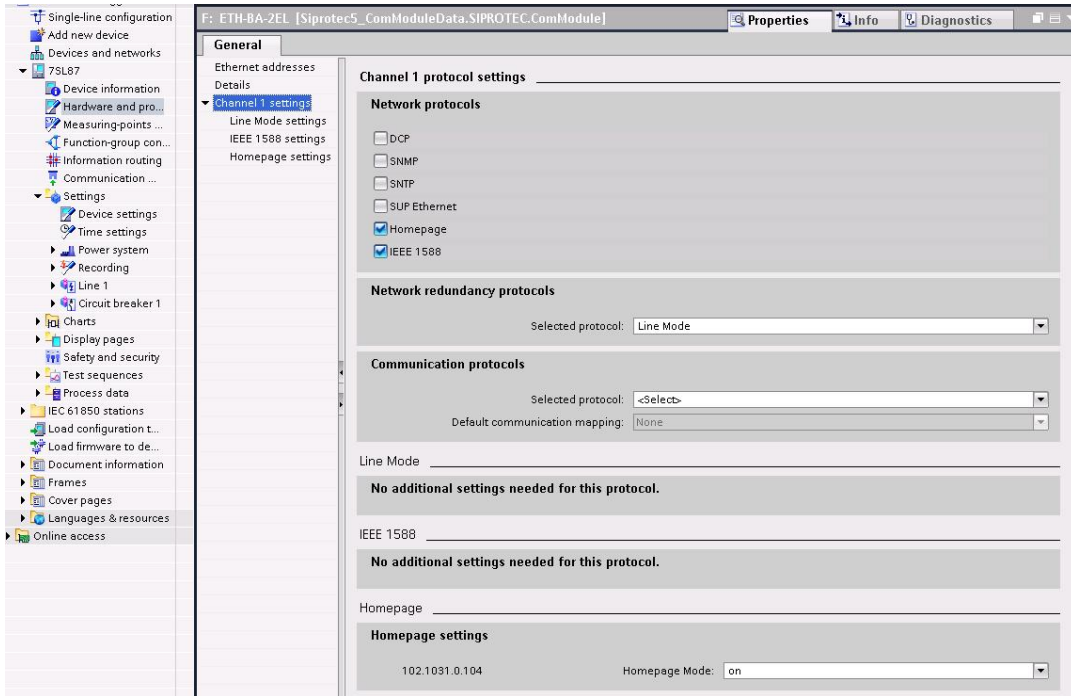 Single-line configuration
Add new device
Devices and networks
7SL87
Device information
Hardware and pro...
Measuring-points ...
Function-group con...
Information routing
Communication ...
Settings
Device settings
Time settings
Power system
Recording
Line 1
Circuit breaker 1
Charts
Display pages
Safety and security
Test sequences
Process data
IEC 61850 stations
Load configuration t...
Load firmware to de...
Document information
Frames
Cover pages
Languages & resources
Online access
F: ETH-BA-2EL [Siprotec5_ComModuleData.SIPROTEC.ComModule]
Properties
Info
Diagnostics
General
Ethernet addresses
Details
Channel 1 settings
Line Mode settings
IEEE 1588 settings
Homepage settings
Channel 1 protocol settings
Network protocols
DCP
SNMP
SNTP
SUP Ethernet
Homepage
IEEE 1588
Network redundancy protocols
Selected protocol: Line Mode
Communication protocols
Selected protocol: <Select>
Default communication mapping: None
Line Mode
No additional settings needed for this protocol.
IEEE 1588
No additional settings needed for this protocol.
Homepage
Homepage settings
102.1031.0.104 Homepage Mode: on